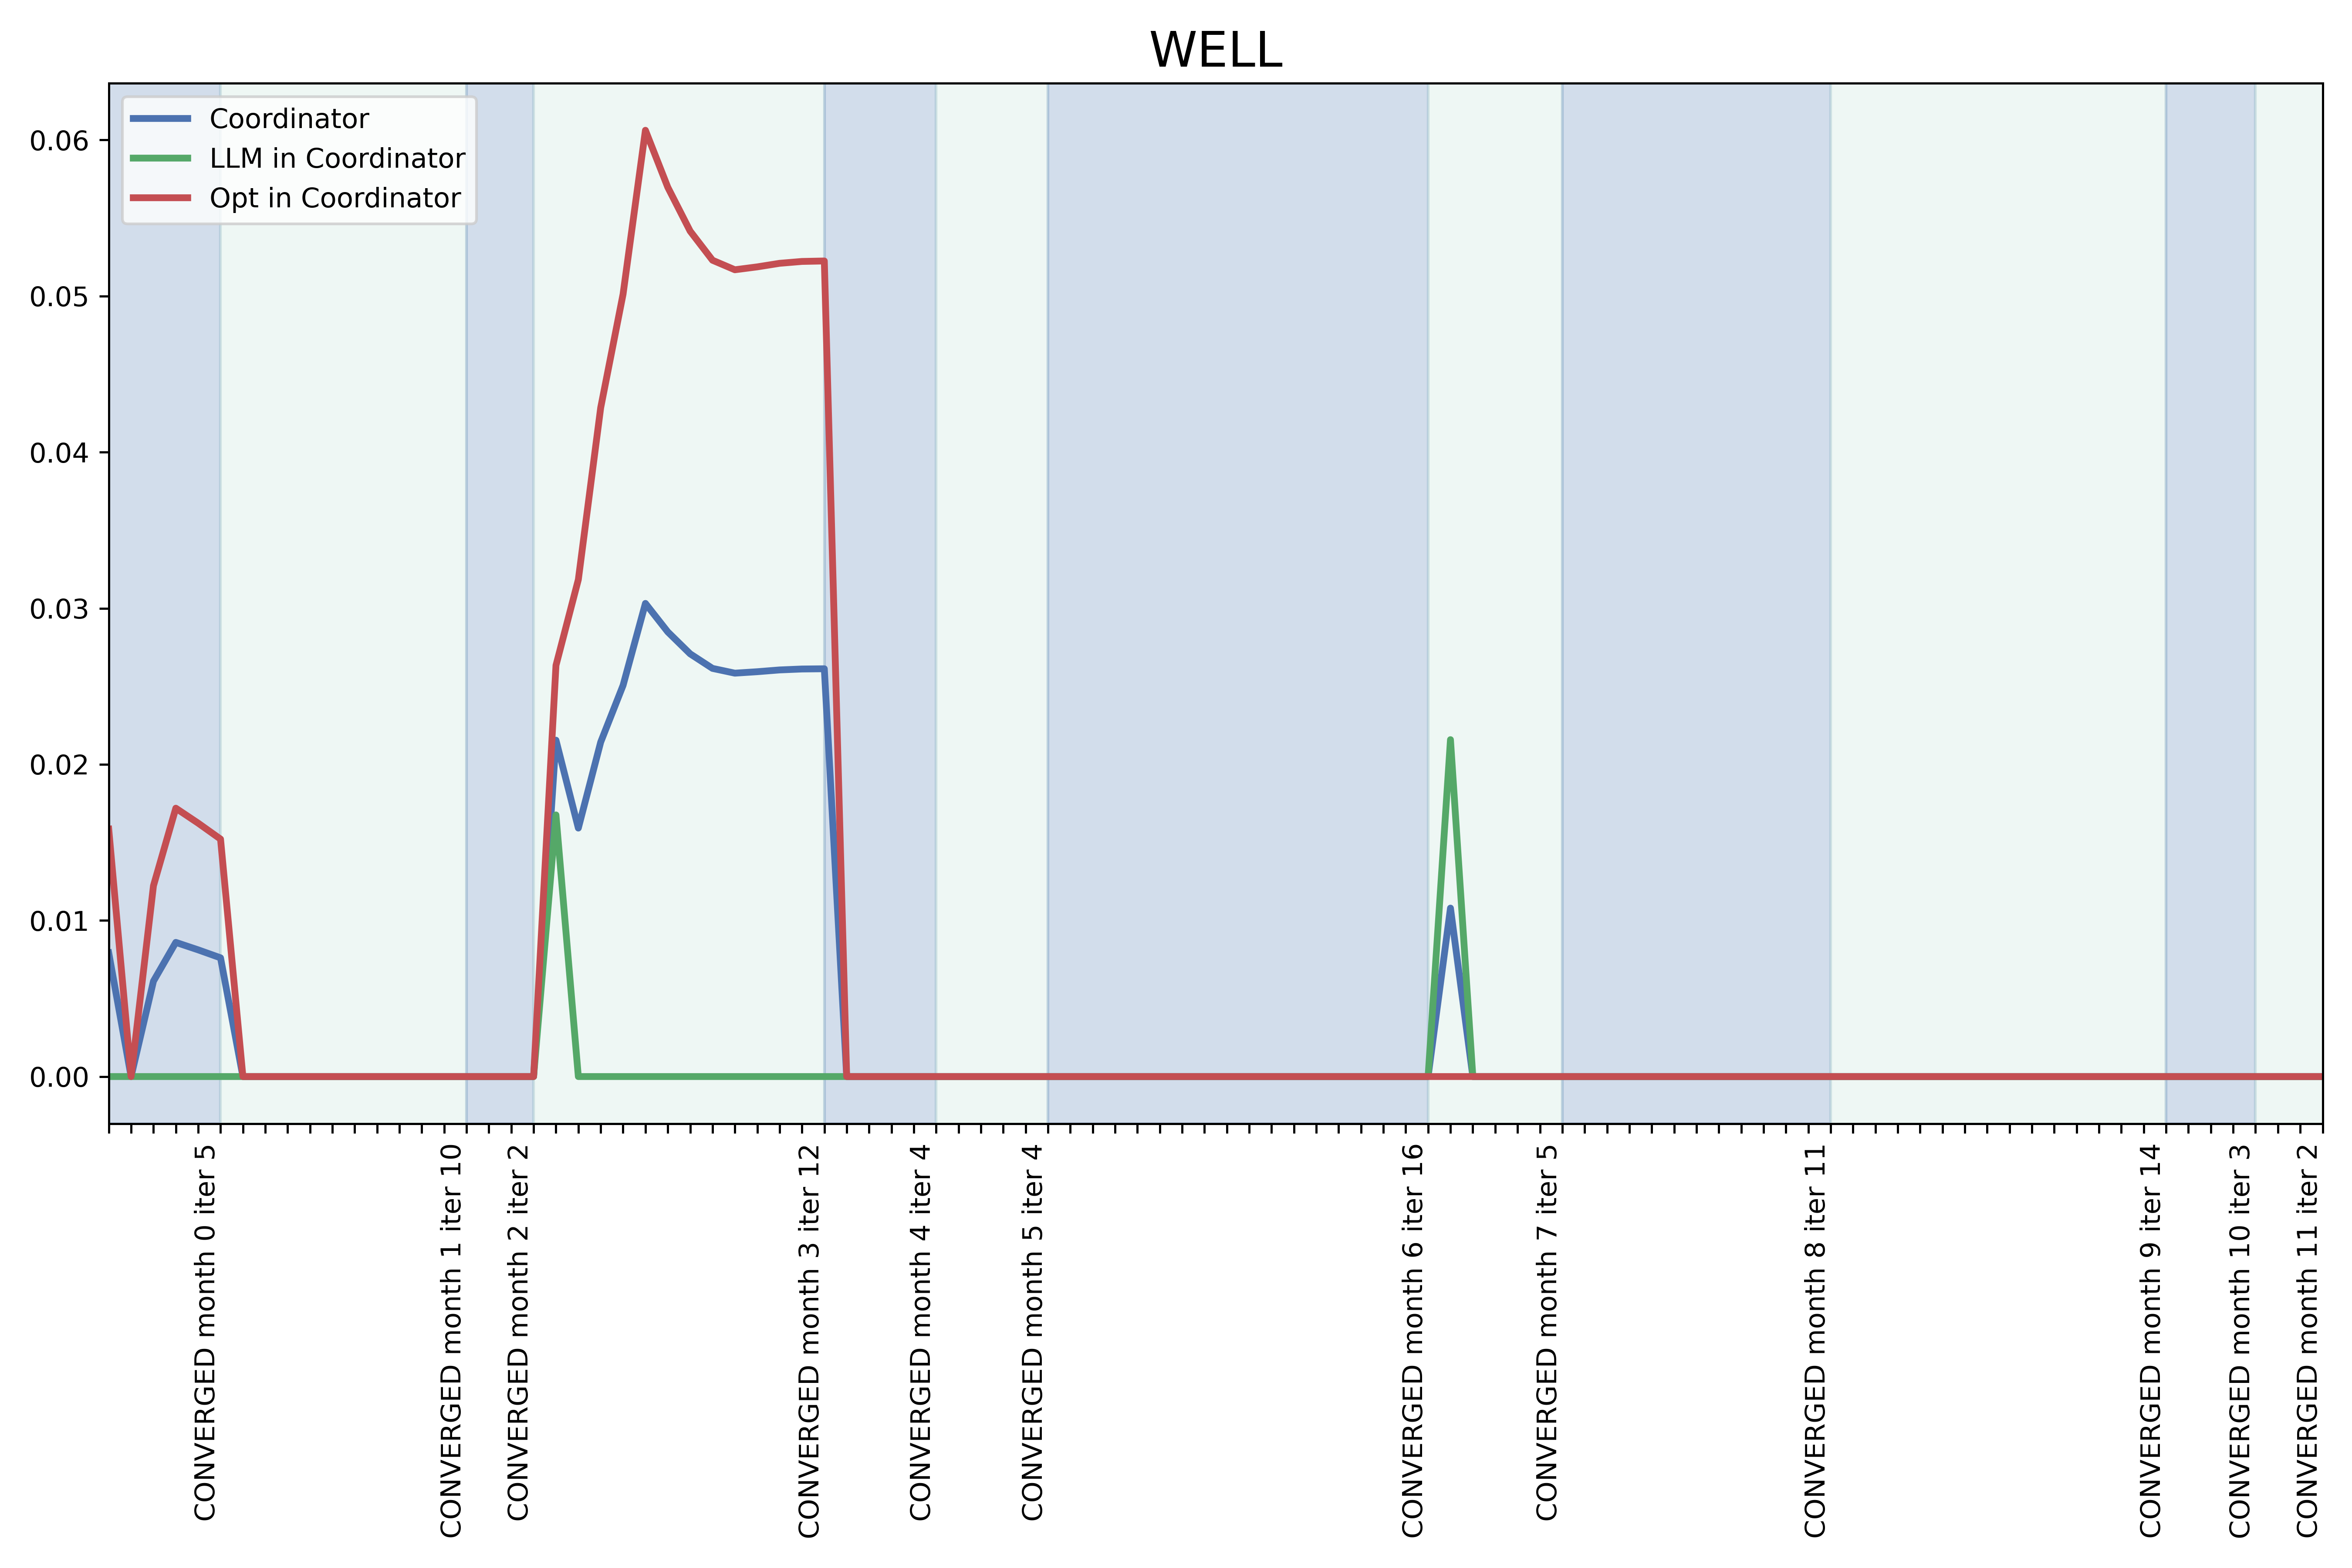 WELL
Coordinator
LLM in Coordinator
Opt in Coordinator
0.06
0.05
0.04
0.03
0.02
0.01
0.00
CONVERGED month 0 iter 5
CONVERGED month 1 iter 10
CONVERGED month 2 iter 2
CONVERGED month 3 iter 12
CONVERGED month 4 iter 4
CONVERGED month 5 iter 4
CONVERGED month 6 iter 16
CONVERGED month 7 iter 5
CONVERGED month 8 iter 11
CONVERGED month 9 iter 14
CONVERGED month 10 iter 3
CONVERGED month 11 iter 2